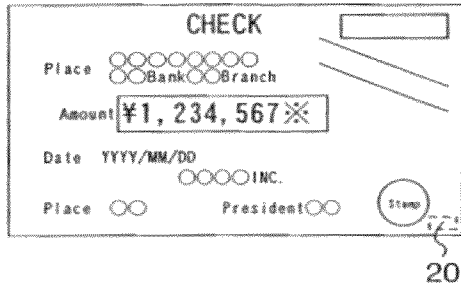 CHECK
Place ○○○○○○○○
○○Bank○○Branch
Amount ¥1,234,567※
Date YYYY/MM/DD
○○○○INC.
Place ○○ President○○
Stamp
20